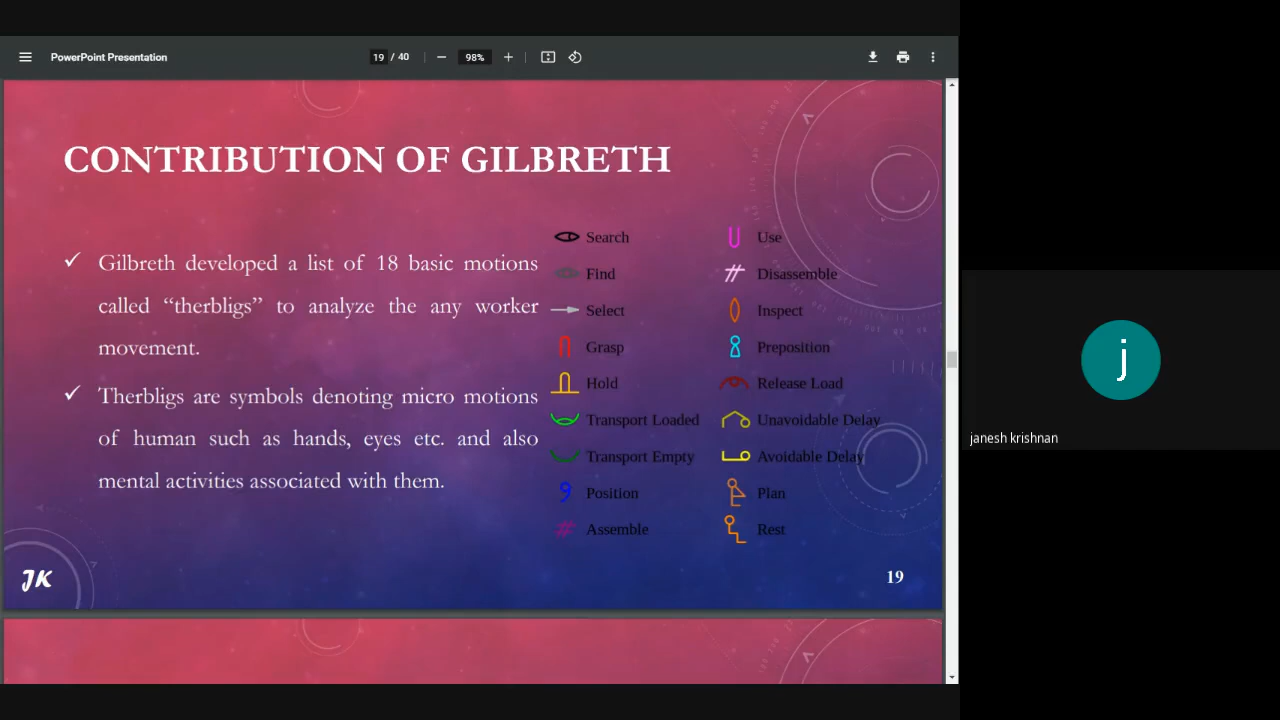 PowerPoint Presentation
19 / 40
98%
CONTRIBUTION OF GILBRETH
✓ Gilbreth developed a list of 18 basic motions
called “therbligs” to analyze the any worker
movement.
✓ Therbligs are symbols denoting micro motions
of human such as hands, eyes etc. and also
mental activities associated with them.
Search
Find
Select
Grasp
Hold
Transport Loaded
Transport Empty
Position
Assemble
Use
Disassemble
Inspect
Preposition
Release Load
Unavoidable Delay
Avoidable Delay
Plan
Rest
JK
19
j
janesh krishnan